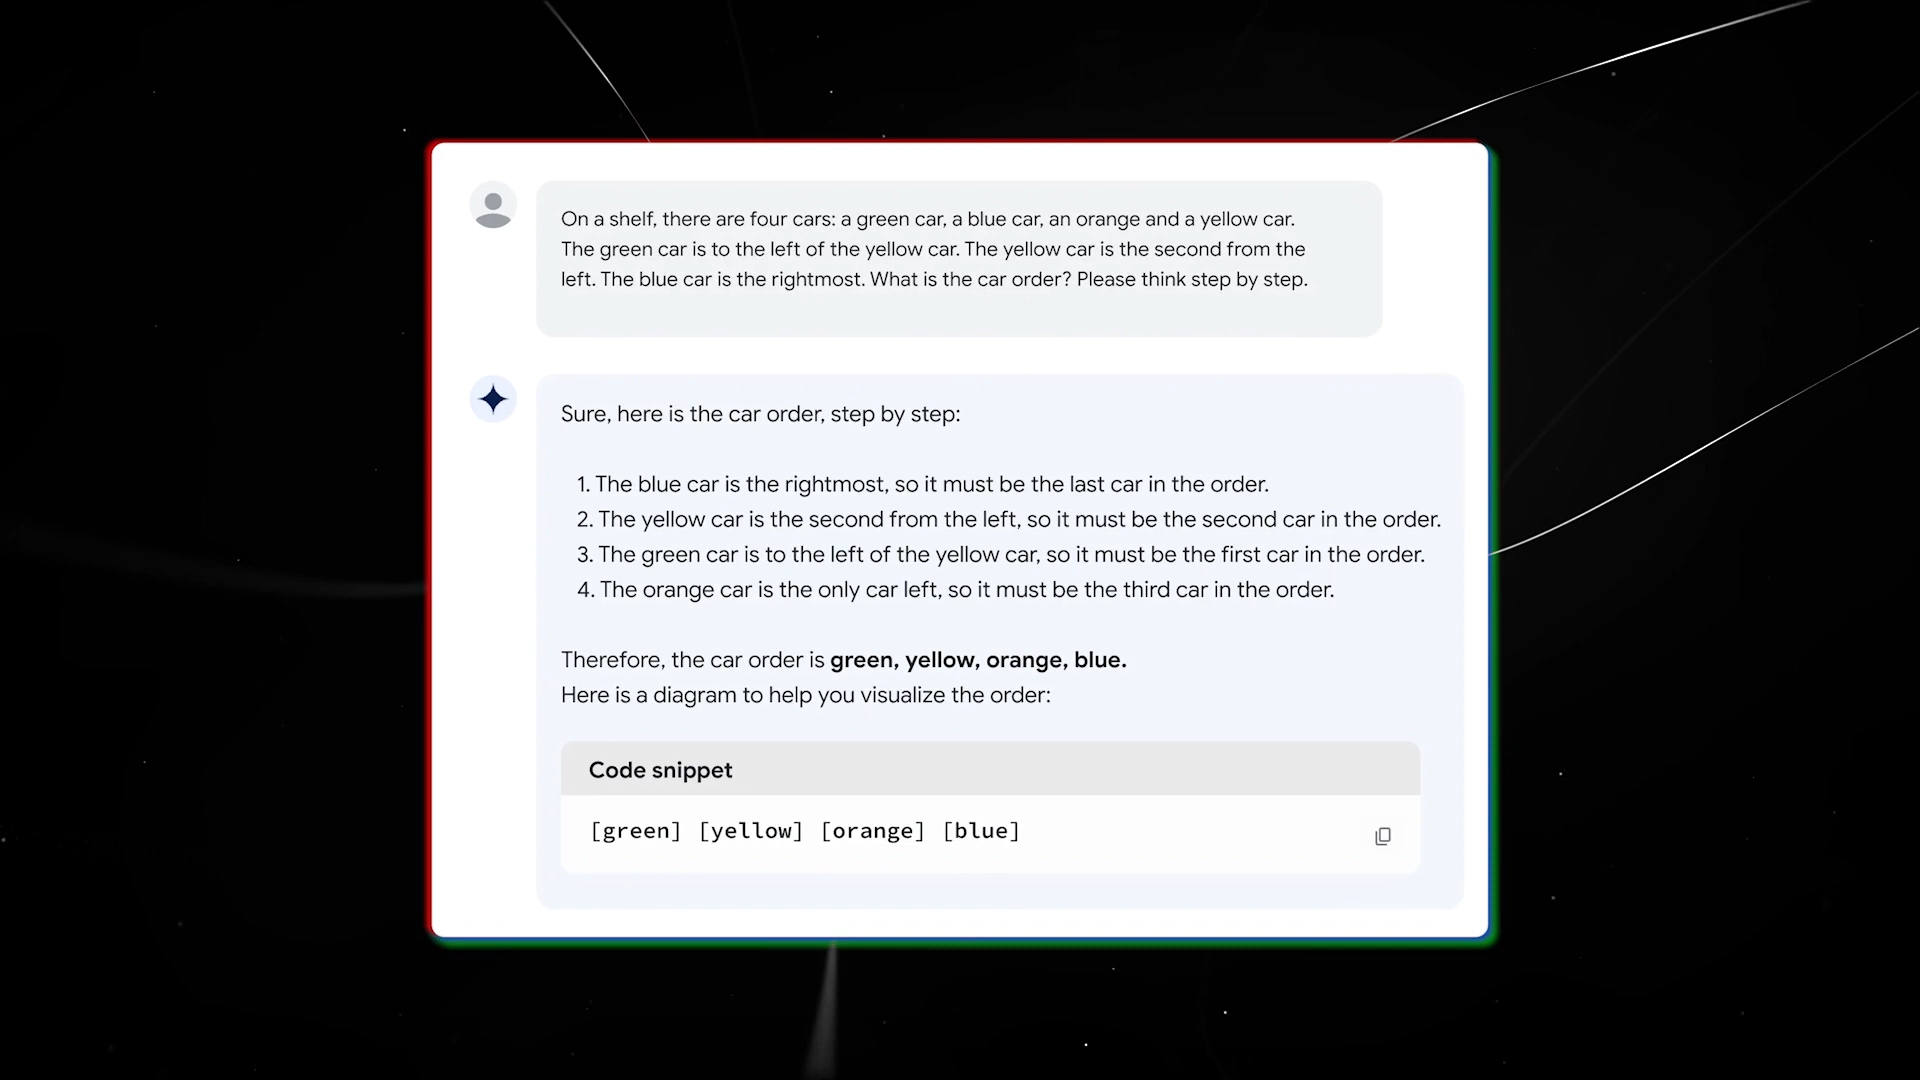 On a shelf, there are four cars: a green car, a blue car, an orange and a yellow car.
The green car is to the left of the yellow car. The yellow car is the second from the
left. The blue car is the rightmost. What is the car order? Please think step by step.
Sure, here is the car order, step by step:
1. The blue car is the rightmost, so it must be the last car in the order.
2. The yellow car is the second from the left, so it must be the second car in the order.
3. The green car is to the left of the yellow car, so it must be the first car in the order.
4. The orange car is the only car left, so it must be the third car in the order.
Therefore, the car order is green, yellow, orange, blue.
Here is a diagram to help you visualize the order:
Code snippet
[green] [yellow] [orange] [blue]